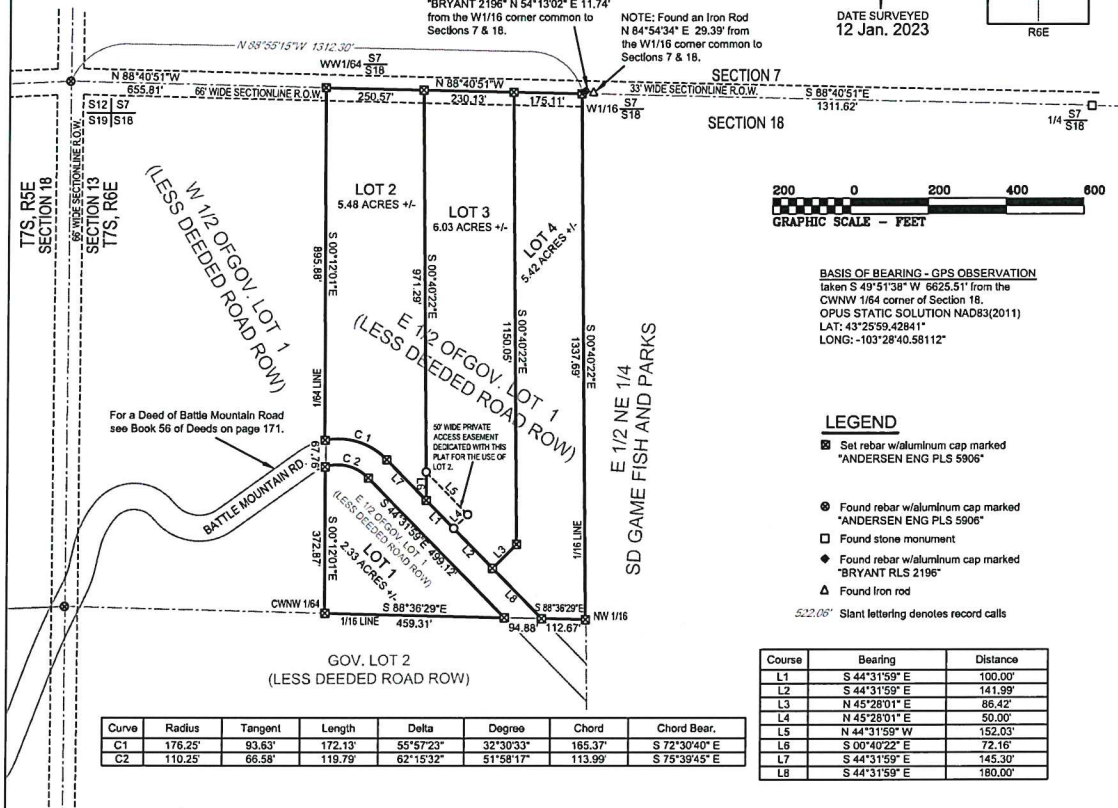 "BRYANT 2196" N 54°13'02" E 11.74'
from the W1/16 corner common to
Sections 7 & 18.
NOTE: Found an Iron Rod
N 84°54'34" E 29.39' from
the W1/16 corner common to
Sections 7 & 18.
DATE SURVEYED
12 Jan. 2023
R6E
N 88°55'15"W 1312.30'
WW1/64 S7
S18
N 88°40'51"W
655.81'
66' WIDE SECTIONLINE R.O.W.
N 88°40'51"W
250.57'
230.13'
175.11'
SECTION 7
33' WIDE SECTIONLINE R.O.W.
S 88°40'51"E
1311.62'
W1/16 S7
S18
SECTION 18
1/4 S7
S18
S12 S7
S19 S18
66' WIDE SECTIONLINE R.O.W.
T7S, R5E
SECTION 18
SECTION 13
T7S, R6E
W 1/2 OFGOV. LOT 1
(LESS DEEDED ROAD ROW)
LOT 2
5.48 ACRES +/-
LOT 3
6.03 ACRES +/-
LOT 4
5.42 ACRES +/-
S 00°12'01"E
895.88'
S 00°40'22"E
971.29'
S 00°40'22"E
1150.05'
S 00°40'22"E
1337.69'
E 1/2 OFGOV. LOT 1
(LESS DEEDED ROAD ROW)
E 1/2 NE 1/4
SD GAME FISH AND PARKS
1/64 LINE
1/16 LINE
200 0 200 400 600
GRAPHIC SCALE – FEET
BASIS OF BEARING - GPS OBSERVATION
taken S 49°51'38" W 6625.51' from the
CWNW 1/64 corner of Section 18.
OPUS STATIC SOLUTION NAD83(2011)
LAT: 43°25'59.42841"
LONG: -103°28'40.58112"
For a Deed of Battle Mountain Road
see Book 56 of Deeds on page 171.
50' WIDE PRIVATE
ACCESS EASEMENT
DEDICATED WITH THIS
PLAT FOR THE USE OF
LOT 2.
67.76'
C 1
C 2
L7
L6
L5
L4
L1
L2
L3
L8
BATTLE MOUNTAIN RD.
S 44°31'59"E 499.12'
E 1/2 OFGOV. LOT 1
(LESS DEEDED ROAD ROW)
LOT 1
2.33 ACRES +/-
S 00°12'01"E
372.87'
CWNW 1/64
S 88°36'29"E
1/16 LINE
459.31'
94.88'
S 88°36'29"E
112.67'
NW 1/16
GOV. LOT 2
(LESS DEEDED ROAD ROW)
LEGEND
Set rebar w/aluminum cap marked
"ANDERSEN ENG PLS 5906"
Found rebar w/aluminum cap marked
"ANDERSEN ENG PLS 5906"
Found stone monument
Found rebar w/aluminum cap marked
"BRYANT RLS 2196"
Found Iron rod
522.06' Slant lettering denotes record calls
Course Bearing Distance
L1 S 44°31'59" E 100.00'
L2 S 44°31'59" E 141.99'
L3 N 45°28'01" E 86.42'
L4 N 45°28'01" E 50.00'
L5 N 44°31'59" W 152.03'
L6 S 00°40'22" E 72.16'
L7 S 44°31'59" E 145.30'
L8 S 44°31'59" E 180.00'
Curve Radius Tangent Length Delta Degree Chord Chord Bear.
C1 176.25' 93.63' 172.13' 55°57'23" 32°30'33" 165.37' S 72°30'40" E
C2 110.25' 66.58' 119.79' 62°15'32" 51°58'17" 113.99' S 75°39'45" E